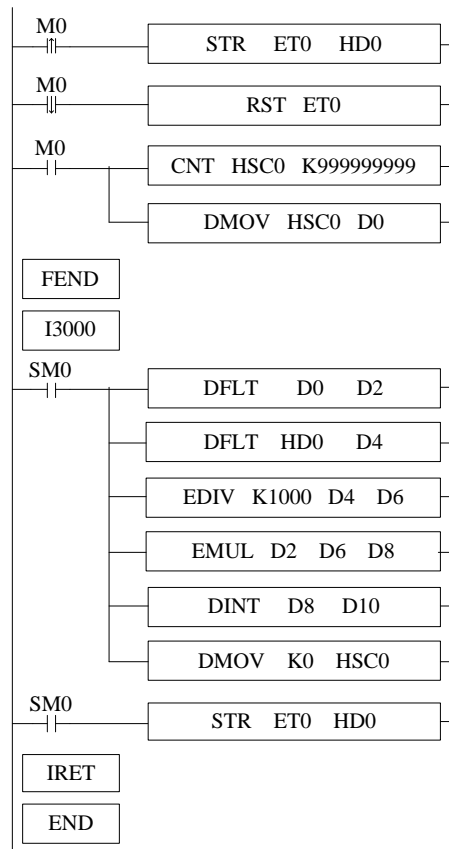 M0
STR ET0 HD0
M0
RST ET0
M0
CNT HSC0 K999999999
DMOV HSC0 D0
FEND
I3000
SM0
DFLT D0 D2
DFLT HD0 D4
EDIV K1000 D4 D6
EMUL D2 D6 D8
DINT D8 D10
DMOV K0 HSC0
SM0
STR ET0 HD0
IRET
END